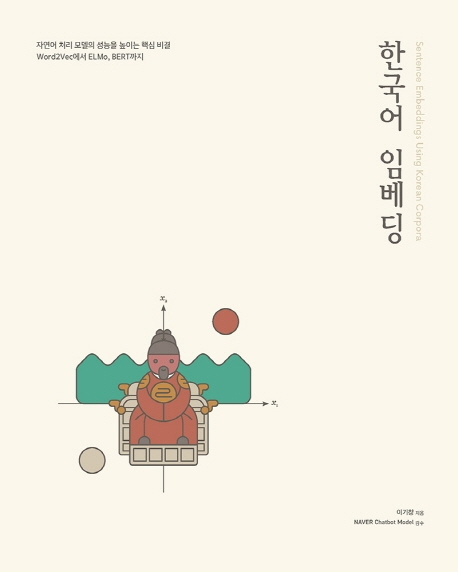 자연어 처리 모델의 성능을 높이는 핵심 비결
Word2Vec에서 ELMo, BERT까지
한국어 임베딩
Sentence Embeddings Using Korean Corpora
x₂
x₁
이기창 지음
NAVER Chatbot Model 감수